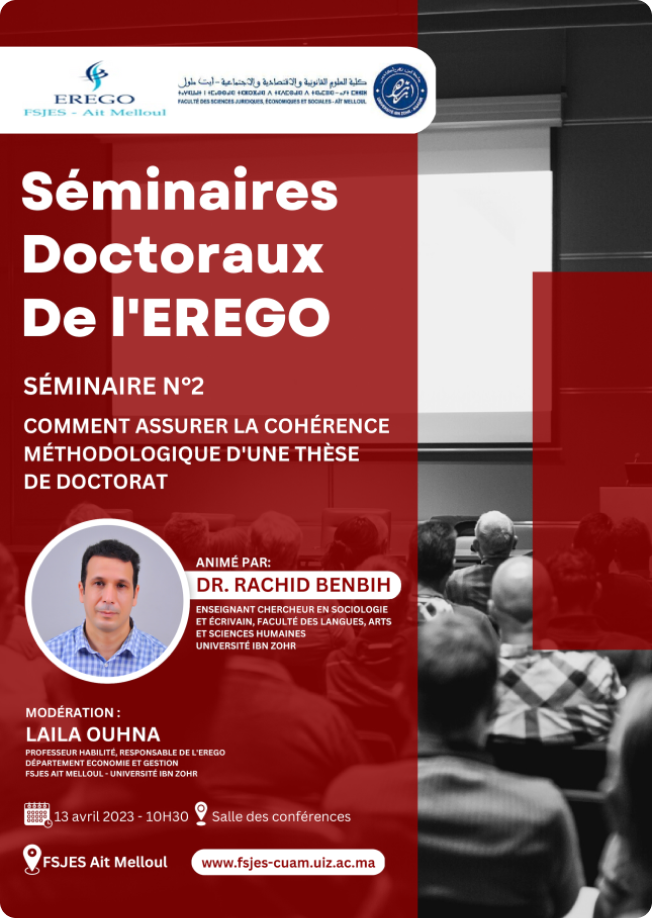 EREGO
FSJES - Ait Melloul
كلية العلوم القانونية و الاقتصادية و الاجتماعية - أيت ملول
FACULTÉ DES SCIENCES JURIDIQUES, ÉCONOMIQUES ET SOCIALES - AÏT MELLOUL
Séminaires
Doctoraux
De l'EREGO
SÉMINAIRE N°2
COMMENT ASSURER LA COHÉRENCE
MÉTHODOLOGIQUE D'UNE THÈSE
DE DOCTORAT
ANIMÉ PAR:
DR. RACHID BENBIH
ENSEIGNANT CHERCHEUR EN SOCIOLOGIE
ET ÉCRIVAIN, FACULTÉ DES LANGUES, ARTS
ET SCIENCES HUMAINES
UNIVERSITÉ IBN ZOHR
MODÉRATION :
LAILA OUHNA
PROFESSEUR HABILITÉ, RESPONSABLE DE L'EREGO
DÉPARTEMENT ECONOMIE ET GESTION
FSJES AIT MELLOUL - UNIVERSITÉ IBN ZOHR
13 avril 2023 - 10H30 Salle des conférences
FSJES Ait Melloul www.fsjes-cuam.uiz.ac.ma